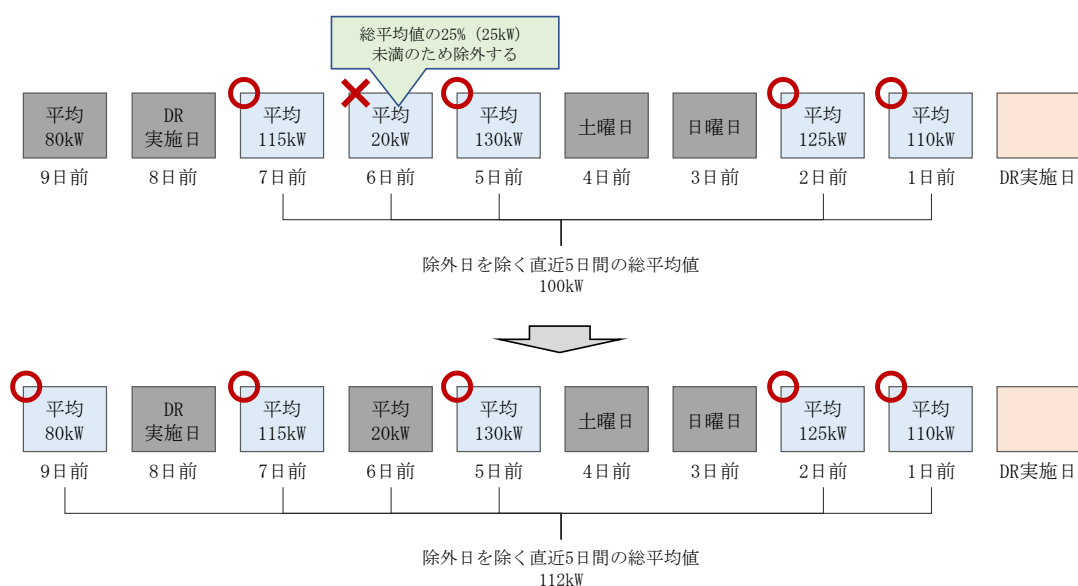 総平均値の25% (25kW)
未満のため除外する
平均
80kW
DR
実施日
平均
115kW
平均
20kW
平均
130kW
土曜日
日曜日
平均
125kW
平均
110kW
9日前
8日前
7日前
6日前
5日前
4日前
3日前
2日前
1日前
DR実施日
除外日を除く直近5日間の総平均値
100kW
平均
80kW
DR
実施日
平均
115kW
平均
20kW
平均
130kW
土曜日
日曜日
平均
125kW
平均
110kW
9日前
8日前
7日前
6日前
5日前
4日前
3日前
2日前
1日前
DR実施日
除外日を除く直近5日間の総平均値
112kW